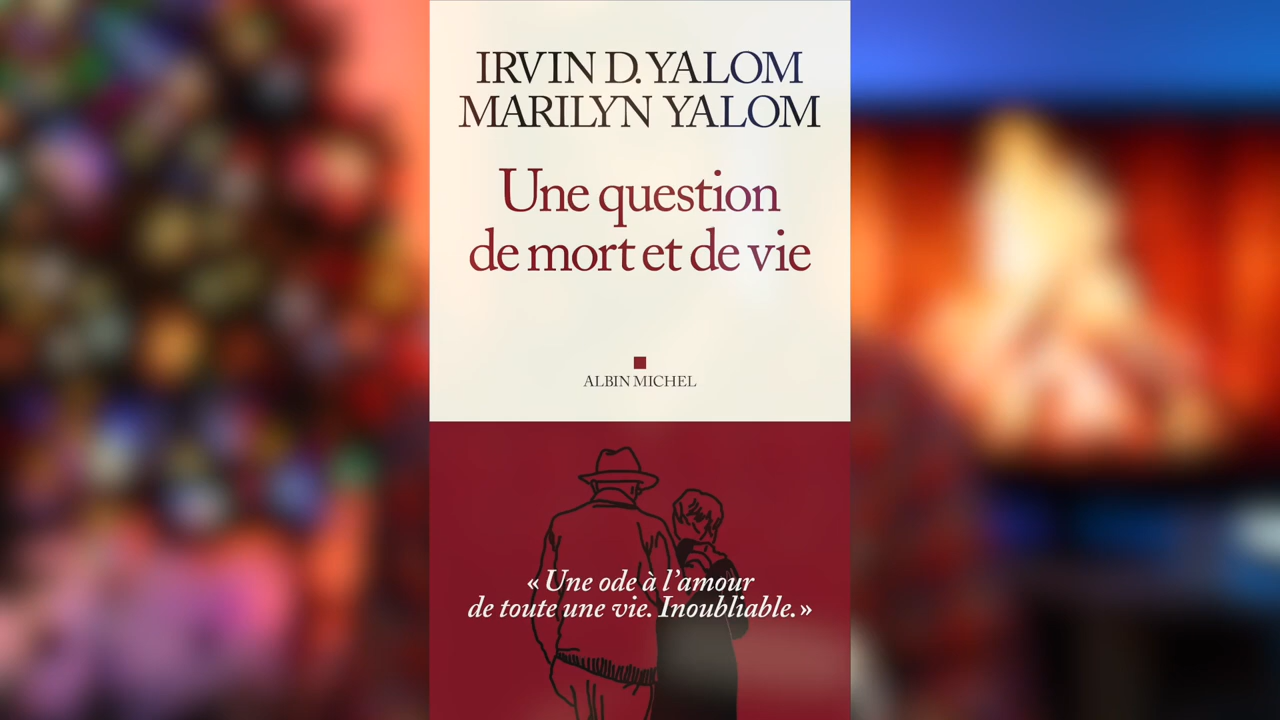 IRVIN D. YALOM
MARILYN YALOM
Une question
de mort et de vie
ALBIN MICHEL
« Une ode à l'amour
de toute une vie. Inoubliable. »